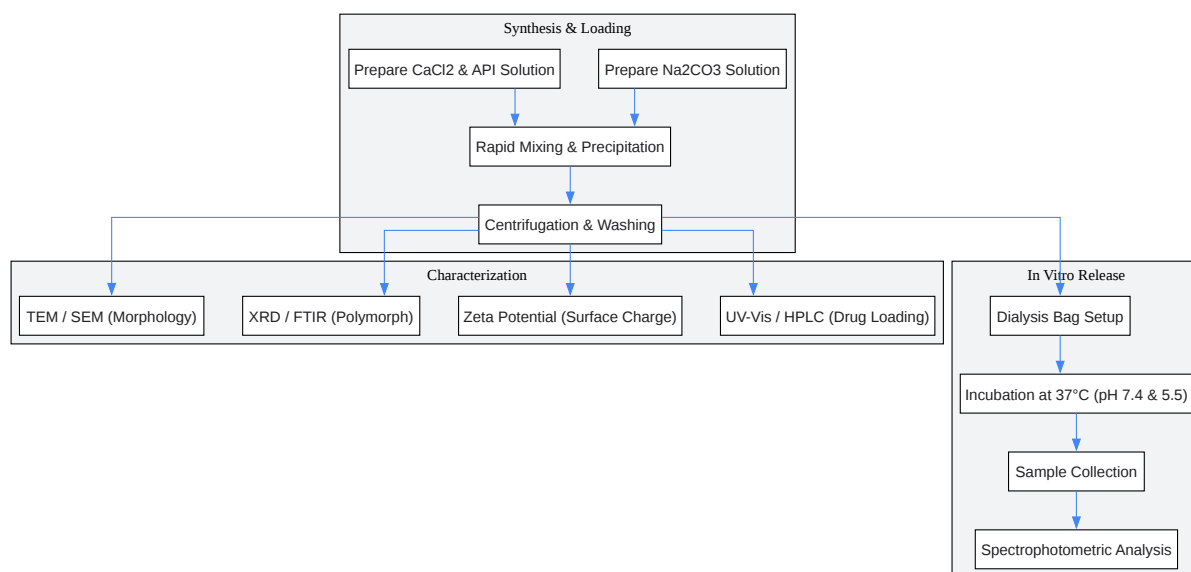 Synthesis & Loading
Prepare CaCl2 & API Solution
Prepare Na2CO3 Solution
Rapid Mixing & Precipitation
Centrifugation & Washing
Characterization
TEM / SEM (Morphology)
XRD / FTIR (Polymorph)
Zeta Potential (Surface Charge)
UV-Vis / HPLC (Drug Loading)
In Vitro Release
Dialysis Bag Setup
Incubation at 37°C (pH 7.4 & 5.5)
Sample Collection
Spectrophotometric Analysis